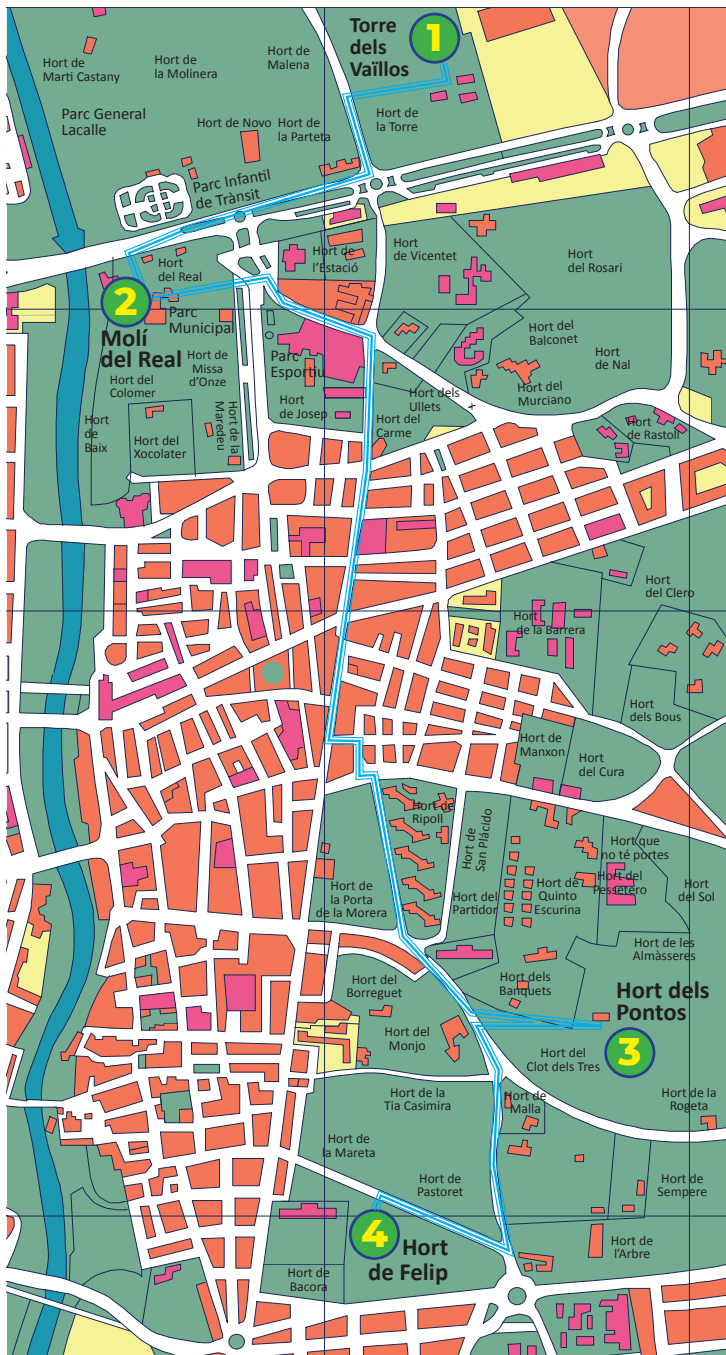 Torre
dels
Vaïllos
1
Hort de
Marti Castany
Hort de
la Molinera
Hort de
Malena
Parc General
Lacalle
Hort de Novo
Hort de
la Parteta
Hort de
la Torre
Parc Infantil
de Trànsit
Hort
del Real
Hort de
l'Estació
Hort
de Vicentet
Hort
del Rosari
2
Molí
del Real
Parc
Municipal
Hort de
Missa
d'Onze
Parc
Esportiu
Hort del
Balconet
Hort
de Nal
Hort del
Murciano
Hort dels
Ullets
Hort del
Colomer
Hort
de Josep
Hort del
Carme
Hort
de
Baix
Hort del
Xocolater
Hort de la
Maredeu
Hort
de Rastoll
Hort
del Clero
Hort
de la Barrera
Hort
dels Bous
Hort de
Manxon
Hort
del Cura
Hort de
Ripoll
Hort de
San Plácido
Hort que
no té portes
Hort de la
la Porta
de la Morera
Hort del
Partidor
Hort de
Quinto
Escurina
Hort del
Pessetero
Hort
del Sol
Hort de les
Almàsseres
Hort del
Borreguet
Hort dels
Banquets
Hort dels
Pontos
3
Hort del
Monjo
Hort del
Clot dels Tres
Hort de la
Tia Casimira
Hort de
Malla
Hort de la
Rogeta
Hort de
la Mareta
Hort de
Pastoret
Hort de
Sempere
4
Hort
de Felip
Hort de
l'Arbre
Hort de
Bacora